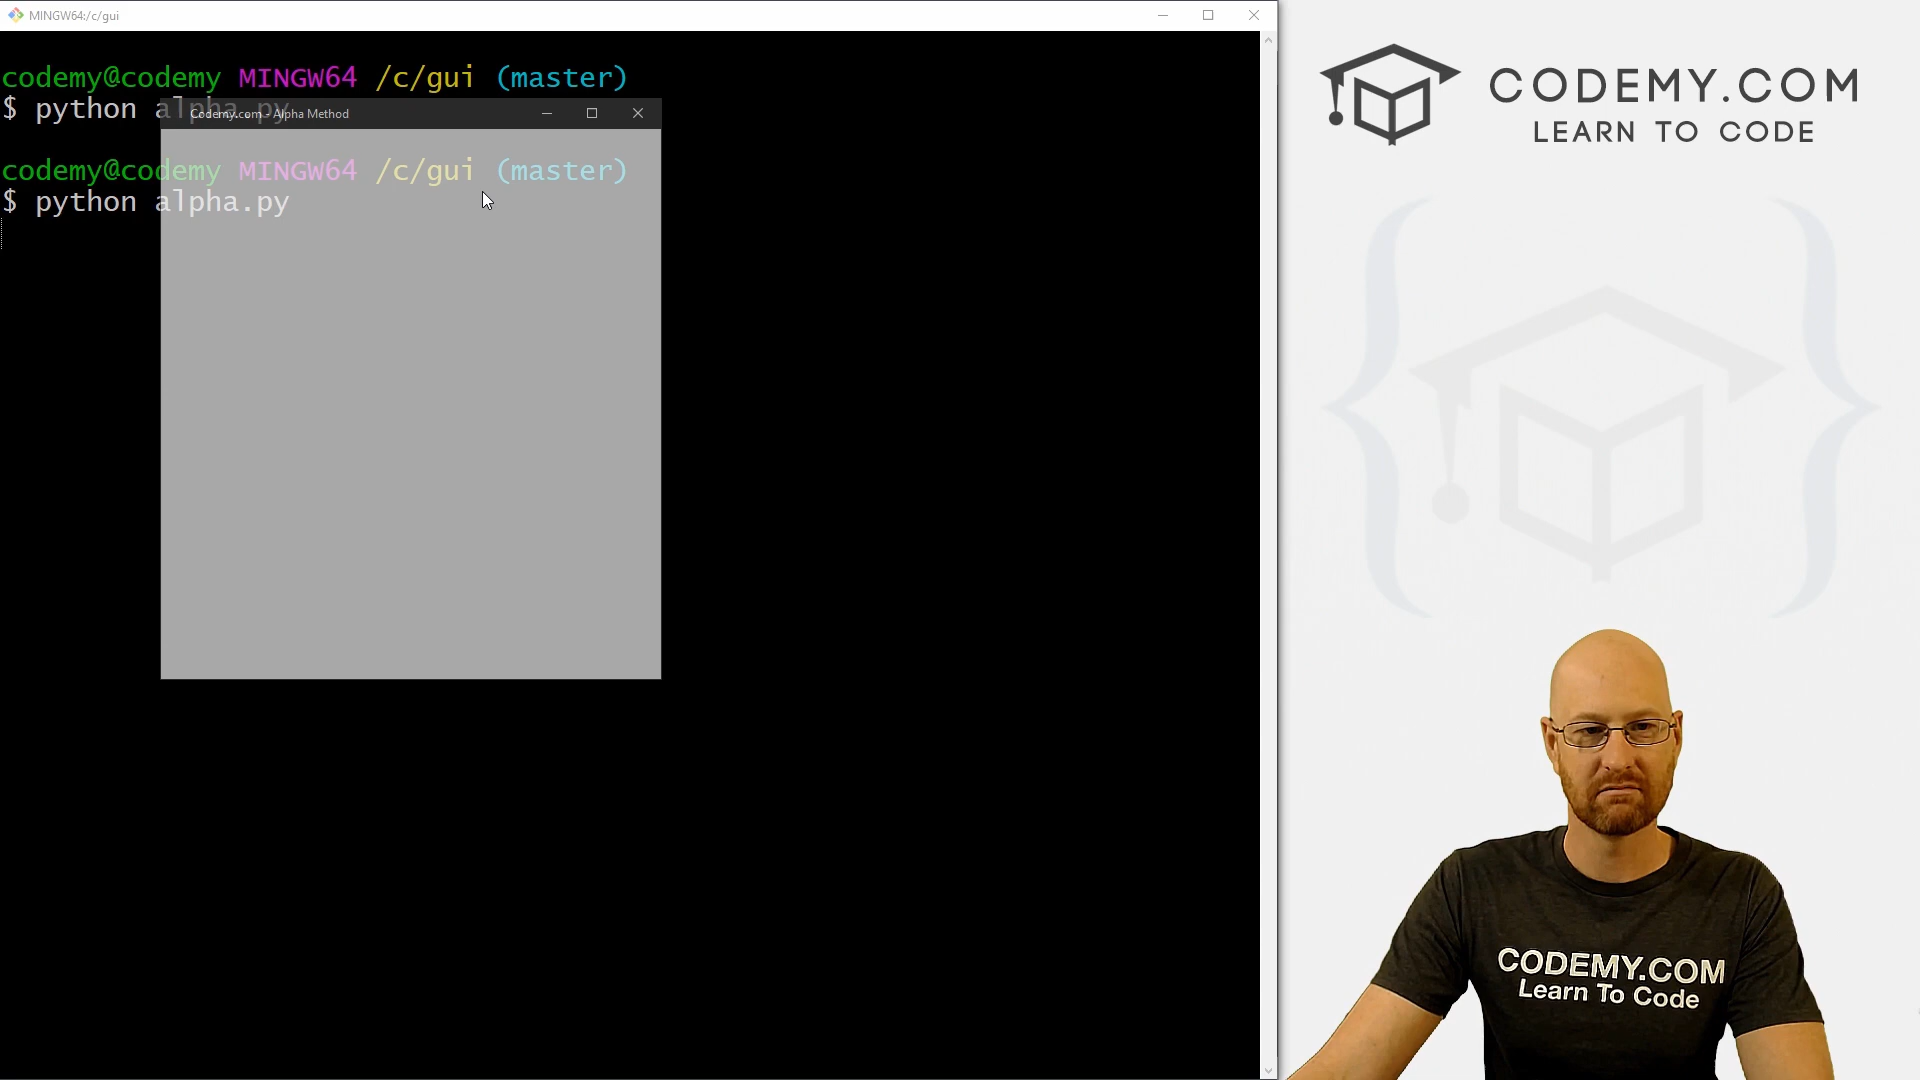 MINGW64:/c/gui
codemy@codemy MINGW64 /c/gui (master)
$ python alpha.py
Codemy.com - Alpha Method
codemy@codemy MINGW64 /c/gui (master)
$ python alpha.py
CODEMY.COM
LEARN TO CODE
CODEMY.COM
Learn To Code